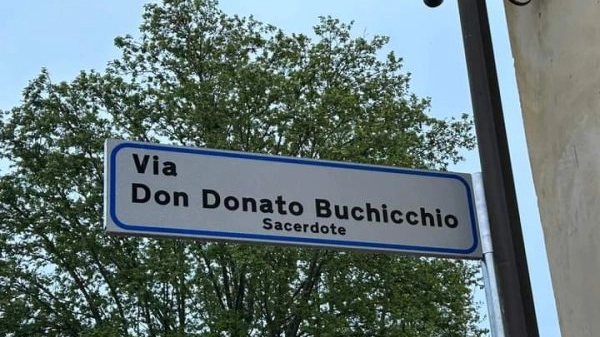 Via
Don Donato Buchicchio
Sacerdote